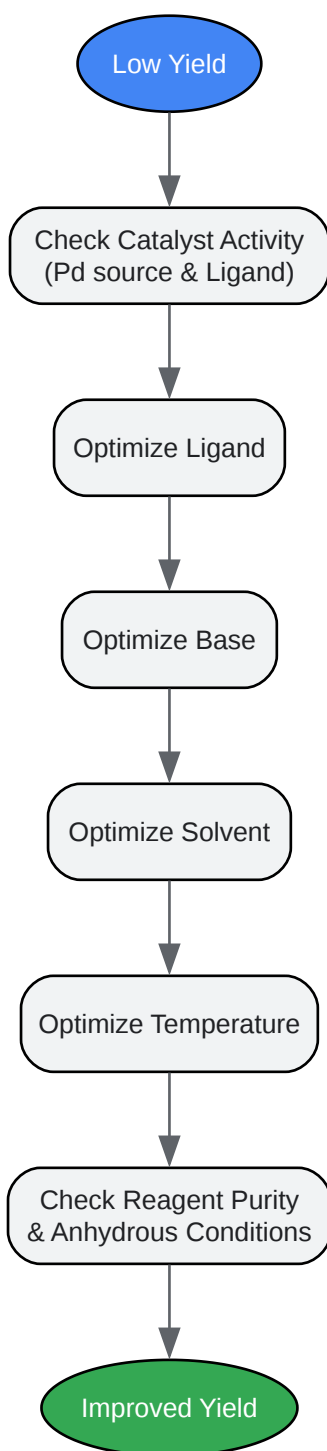 Low Yield
Check Catalyst Activity
(Pd source & Ligand)
Optimize Ligand
Optimize Base
Optimize Solvent
Optimize Temperature
Check Reagent Purity
& Anhydrous Conditions
Improved Yield